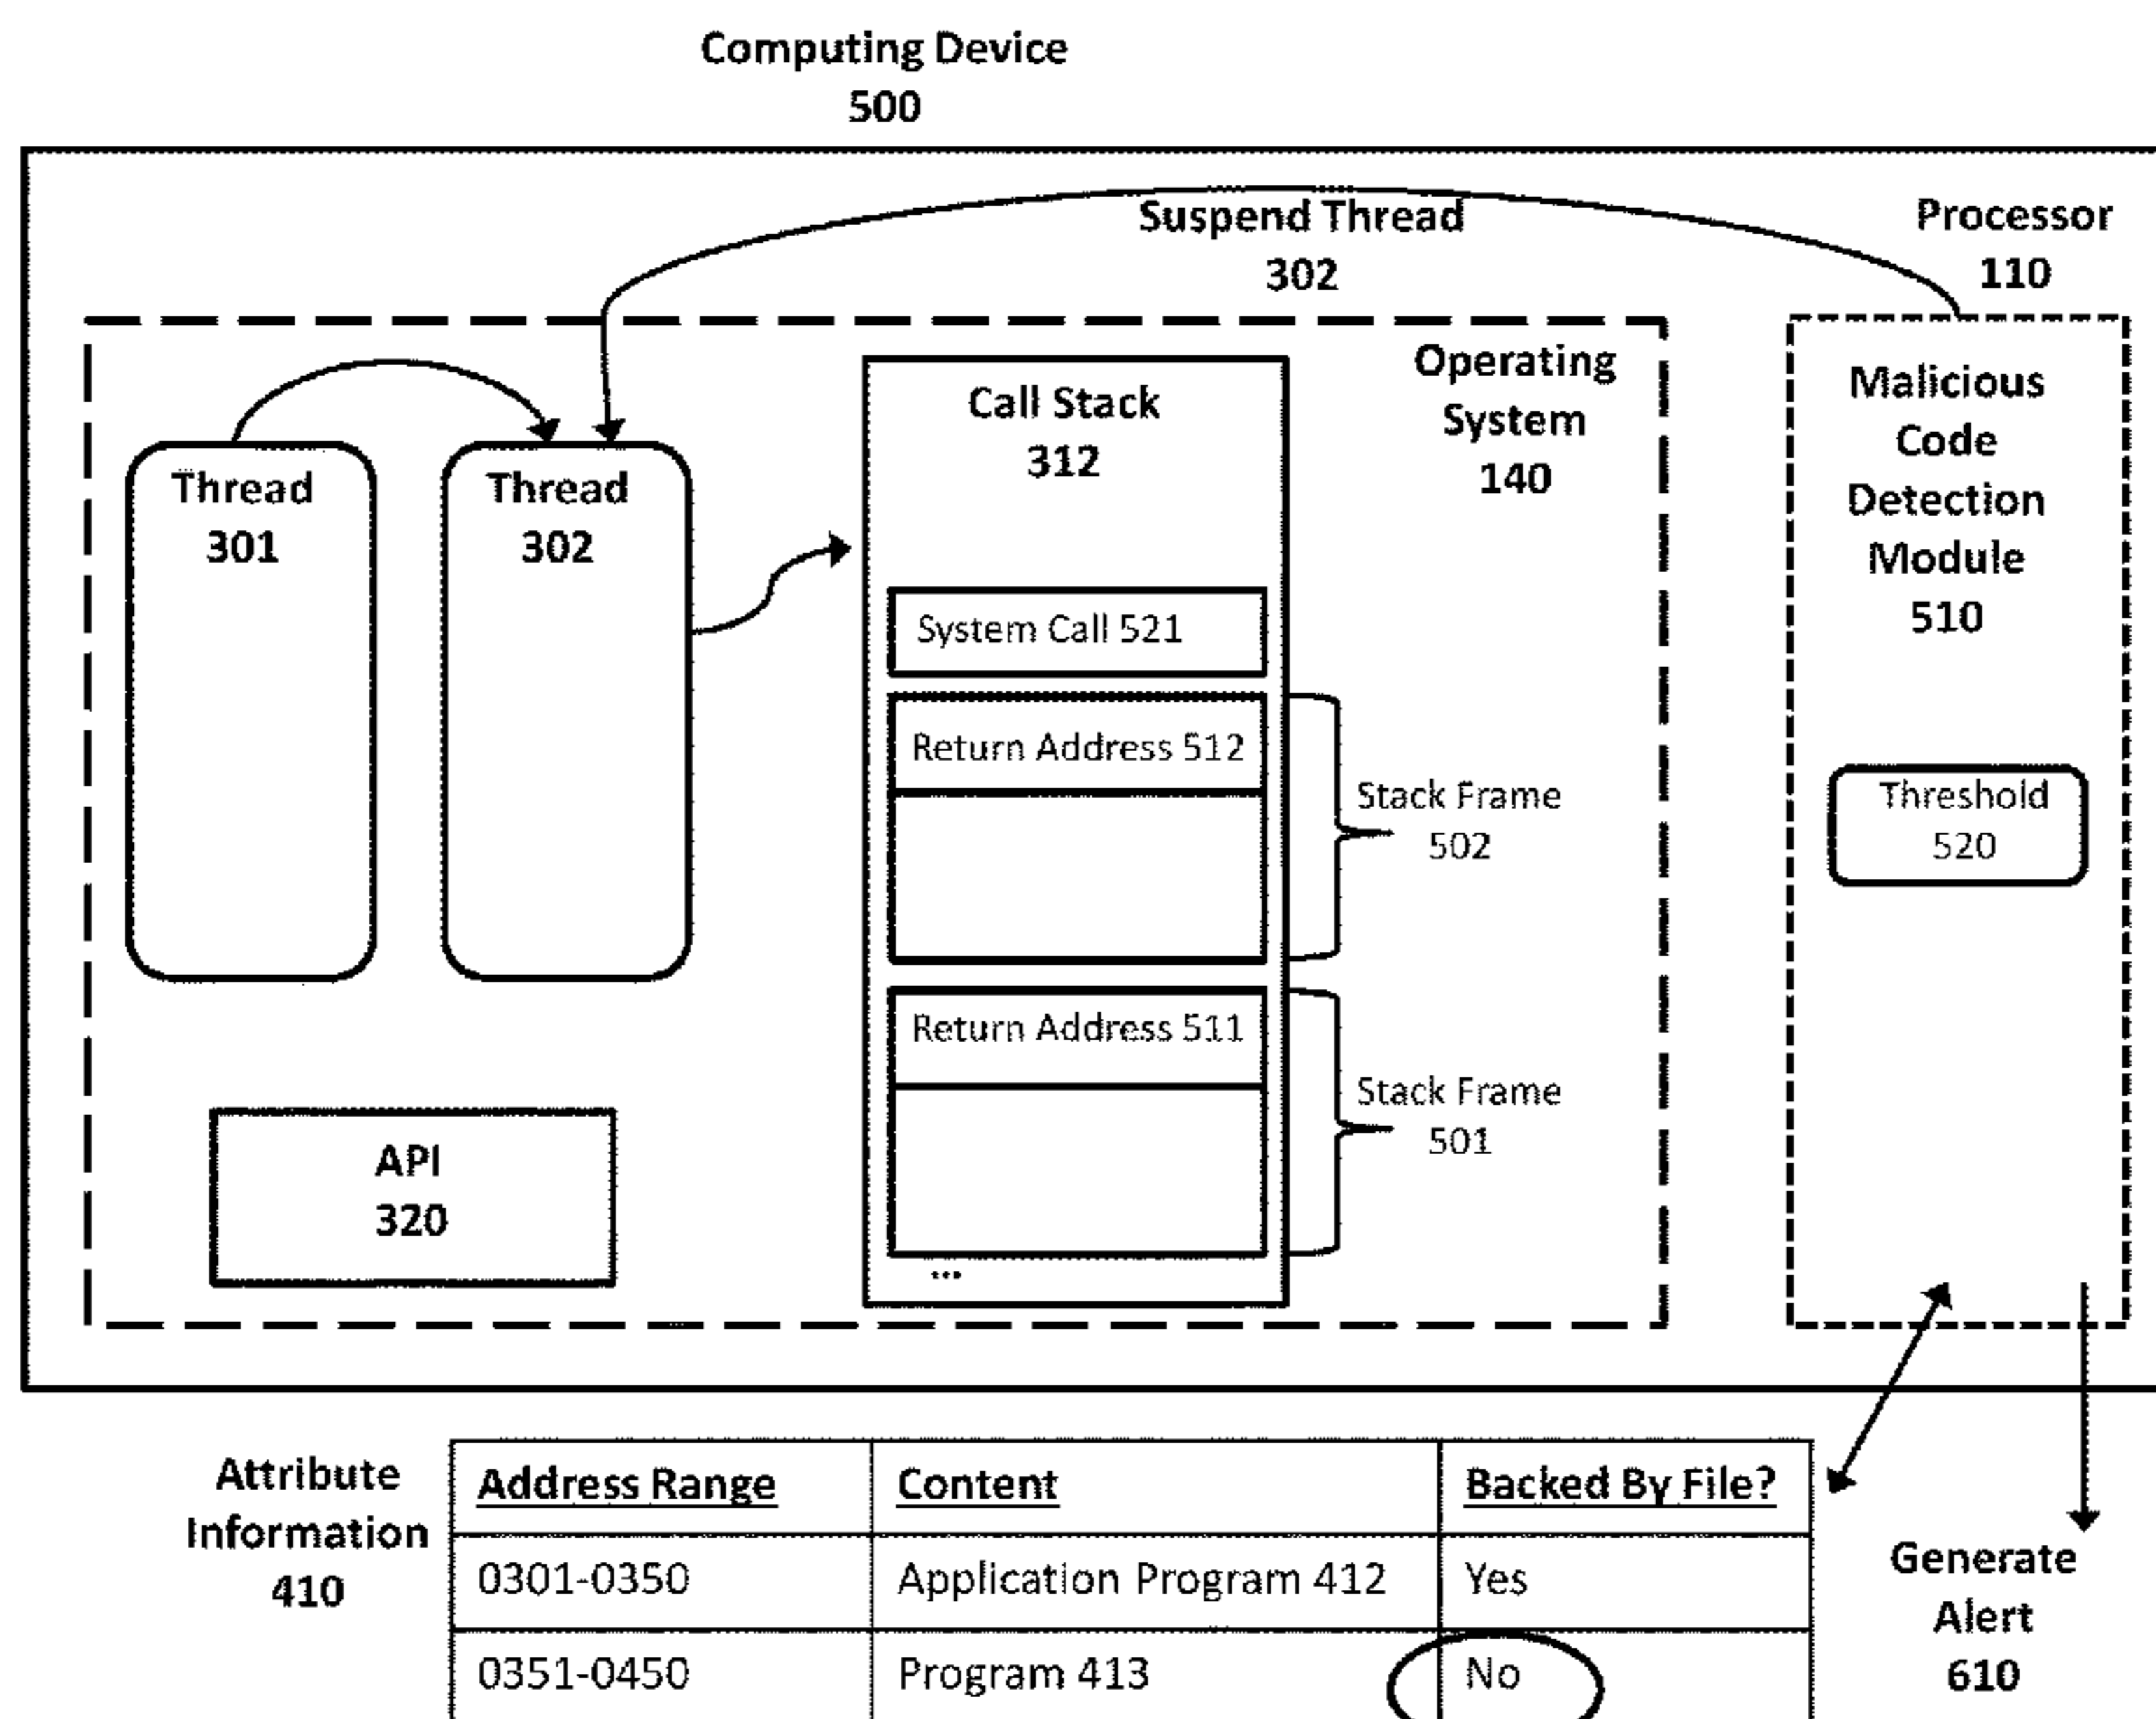 Computing Device
500
Suspend Thread
302
Processor
110
Operating
System
140
Malicious
Code
Detection
Module
510
Call Stack
312
Thread
301
Thread
302
System Call 521
Return Address 512
Stack Frame
502
Threshold
520
Return Address 511
Stack Frame
501
API
320
...
Attribute
Information
410
Address Range Content Backed By File?
0301-0350 Application Program 412 Yes
0351-0450 Program 413 No
Generate
Alert
610